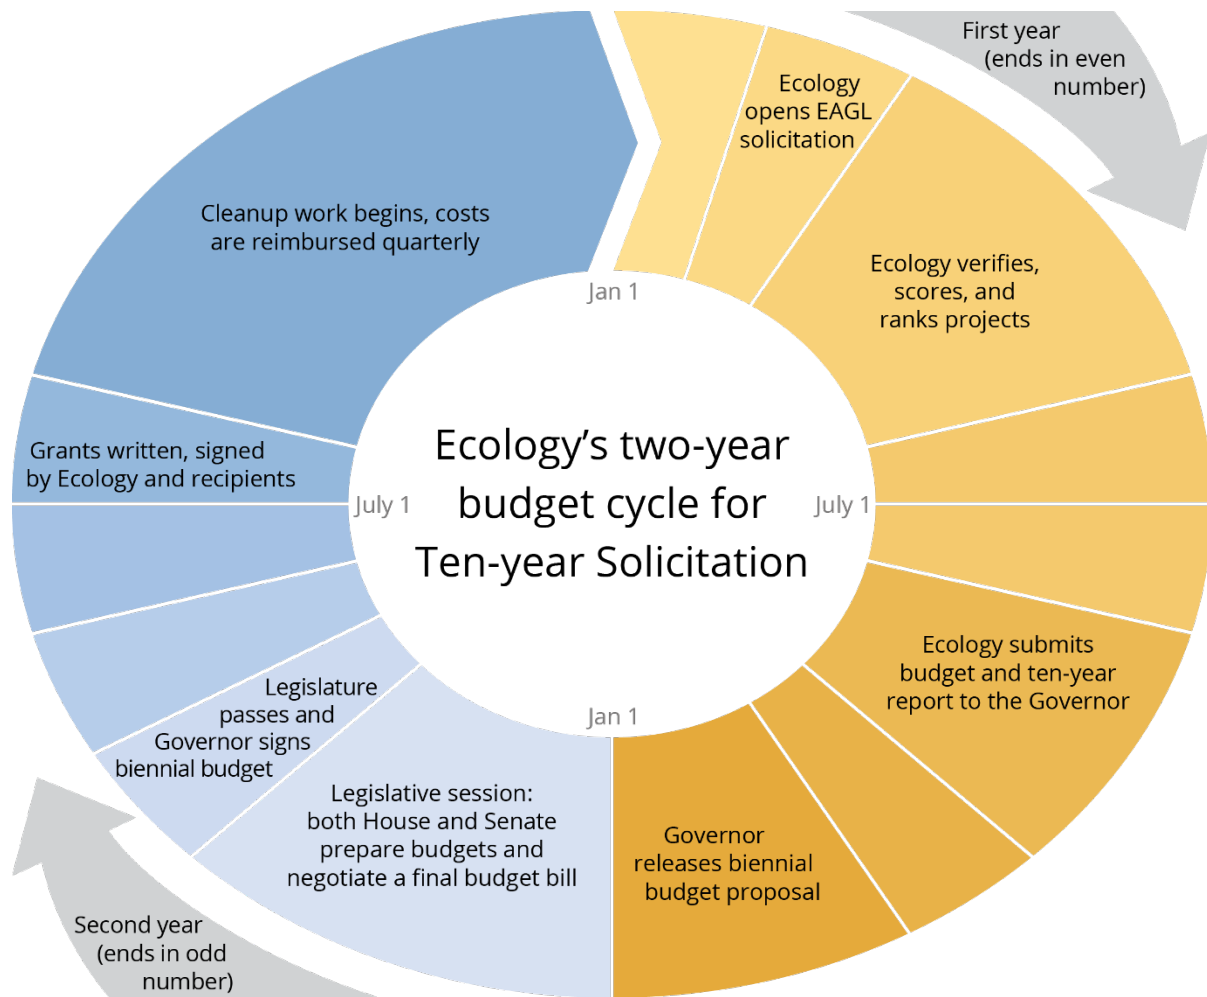 First year
(ends in even
number)
Ecology
opens EAGL
solicitation
Ecology verifies,
scores, and
ranks projects
Cleanup work begins, costs
are reimbursed quarterly
Jan 1
Ecology's two-year
budget cycle for
Ten-year Solicitation
July 1
July 1
Grants written, signed
by Ecology and recipients
Ecology submits
budget and ten-year
report to the Governor
Jan 1
Legislature
passes and
Governor signs
biennial budget
Legislative session:
both House and Senate
prepare budgets and
negotiate a final budget bill
Governor
releases biennial
budget proposal
Second year
(ends in odd
number)